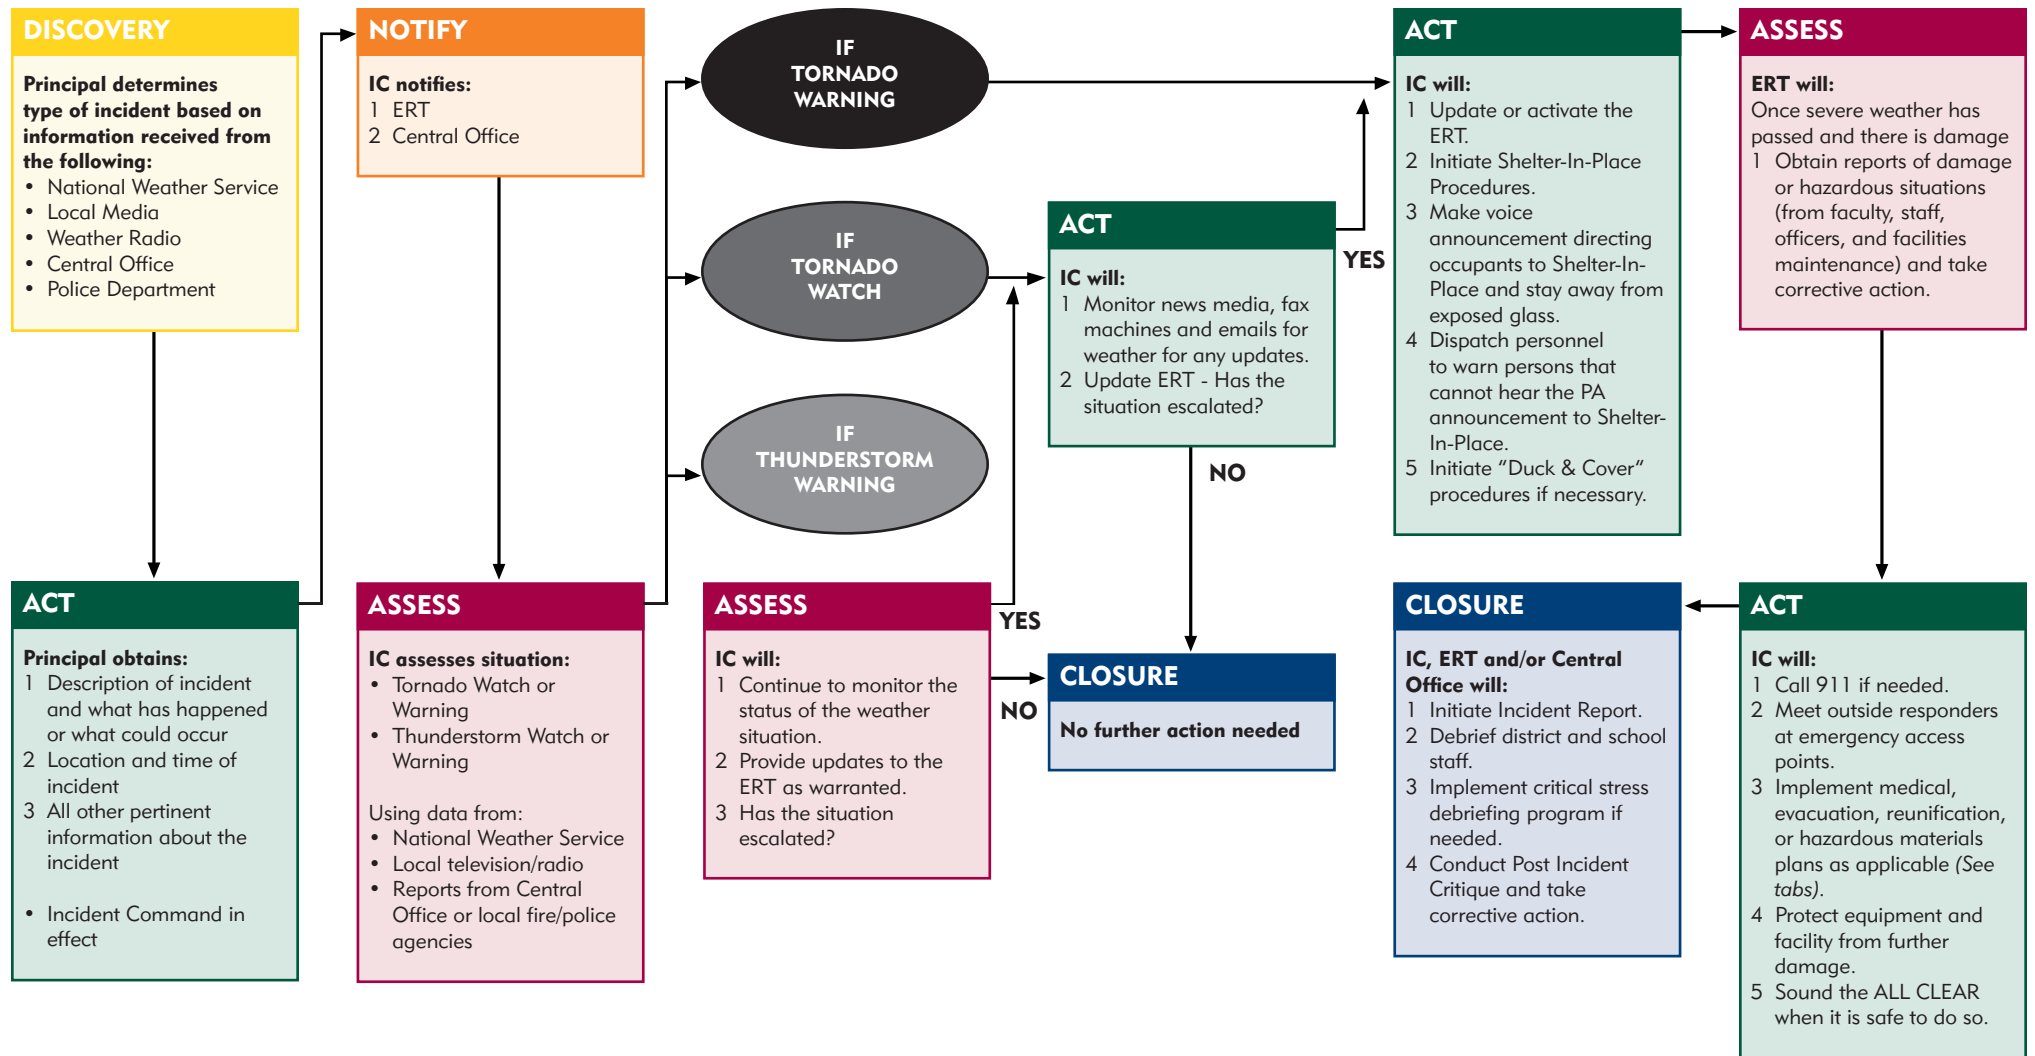 DISCOVERY
Principal determines
type of incident based on
information received from
the following:
• National Weather Service
• Local Media
• Weather Radio
• Central Office
• Police Department
ACT
Principal obtains:
1 Description of incident
and what has happened
or what could occur
2 Location and time of
incident
3 All other pertinent
information about the
incident
• Incident Command in
effect
NOTIFY
IC notifies:
1 ERT
2 Central Office
ASSESS
IC assesses situation:
• Tornado Watch or
Warning
• Thunderstorm Watch or
Warning
Using data from:
• National Weather Service
• Local television/radio
• Reports from Central
Office or local fire/police
agencies
IF
TORNADO
WARNING
IF
TORNADO
WATCH
IF
THUNDERSTORM
WARNING
ASSESS
IC will:
1 Continue to monitor the
status of the weather
situation.
2 Provide updates to the
ERT as warranted.
3 Has the situation
escalated?
YES
NO
ACT
IC will:
1 Monitor news media, fax
machines and emails for
weather for any updates.
2 Update ERT - Has the
situation escalated?
YES
NO
CLOSURE
No further action needed
ACT
IC will:
1 Update or activate the
ERT.
2 Initiate Shelter-In-Place
Procedures.
3 Make voice
announcement directing
occupants to Shelter-In-
Place and stay away from
exposed glass.
4 Dispatch personnel
to warn persons that
cannot hear the PA
announcement to Shelter-
In-Place.
5 Initiate “Duck & Cover”
procedures if necessary.
ASSESS
ERT will:
Once severe weather has
passed and there is damage
1 Obtain reports of damage
or hazardous situations
(from faculty, staff,
officers, and facilities
maintenance) and take
corrective action.
ACT
IC will:
1 Call 911 if needed.
2 Meet outside responders
at emergency access
points.
3 Implement medical,
evacuation, reunification,
or hazardous materials
plans as applicable (See
tabs).
4 Protect equipment and
facility from further
damage.
5 Sound the ALL CLEAR
when it is safe to do so.
CLOSURE
IC, ERT and/or Central
Office will:
1 Initiate Incident Report.
2 Debrief district and school
staff.
3 Implement critical stress
debriefing program if
needed.
4 Conduct Post Incident
Critique and take
corrective action.